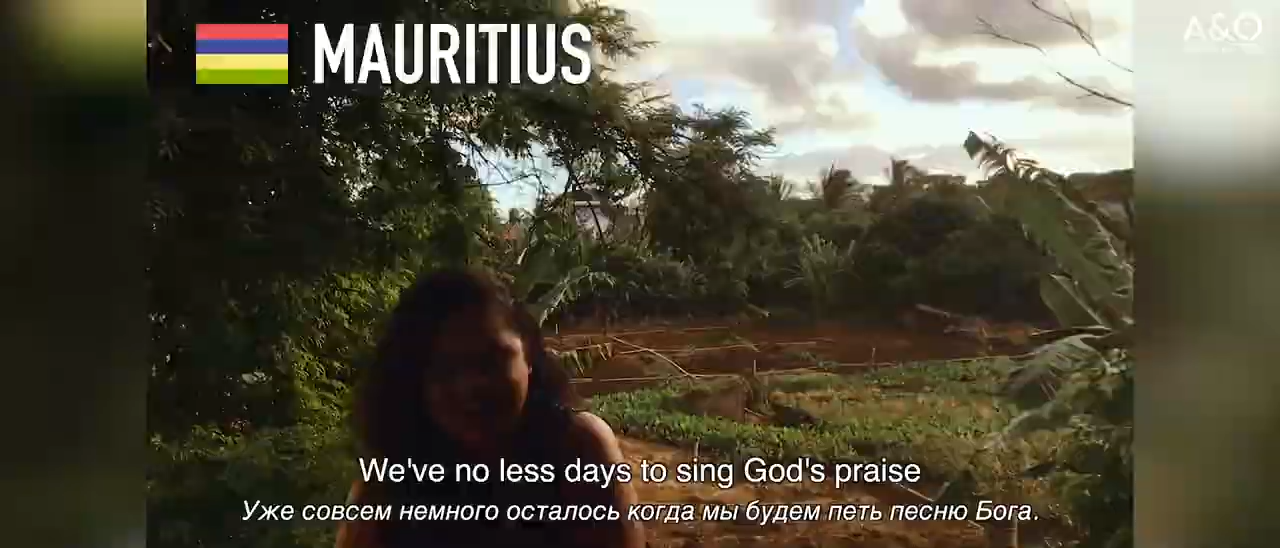 MAURITIUS
A&O
We've no less days to sing God's praise
Уже совсем немного осталось когда мы будем петь песню Бога.